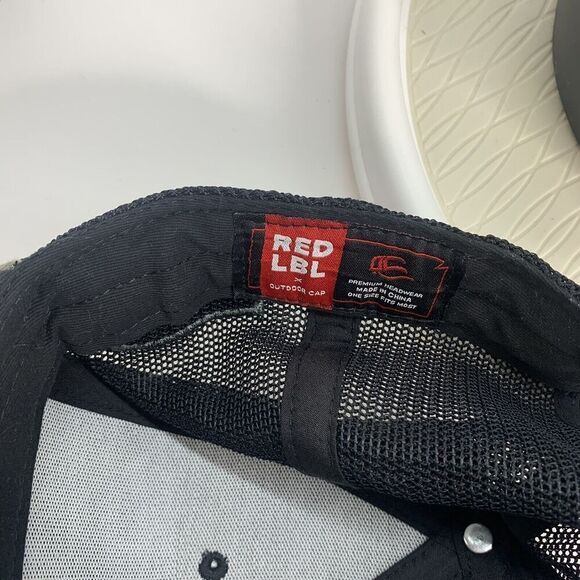 RED
LBL
X
OUTDOOR CAP
PREMIUM HEADWEAR
MADE IN CHINA
ONE SIZE FITS MOST